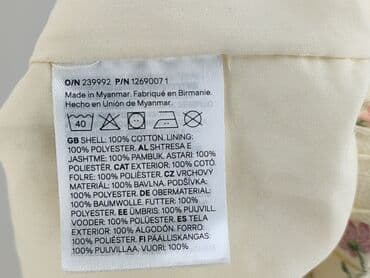 O/N 239992 P/N 1269007 1
Made in Myanmar. Fabriqué en Birmanie.
Hecho en Unión de Myanmar.
40
GB SHELL: 100% COTTON. LINING:
100% POLYESTER. AL SHTRESA E
JASHTME: 100% PAMBUK. ASTARI: 100%
POLIESTËR. CAT EXTERIOR: 100% COTÓ.
FOLRE: 100% POLIÈSTER. CZ VRCHOVÝ
MATERIÁL: 100% BAVLNA. PODŠÍVKA:
100% POLYESTER. DE OBERMATERIAL:
100% BAUMWOLLE. FUTTER: 100%
POLYESTER. EE ÜMBRIS: 100% PUUVILL.
VOODER: 100% POLÜESTER. ES TELA
EXTERIOR: 100% ALGODÓN. FORRO:
100% POLIÉSTER. FI PÄÄLLISKANGAS:
100% PUUVILLAA. VUORI: 100%